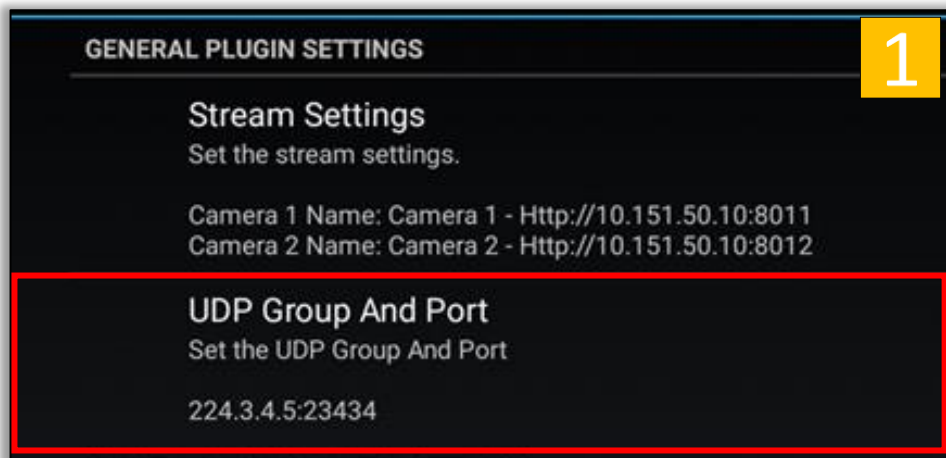 GENERAL PLUGIN SETTINGS
1
Stream Settings
Set the stream settings.
Camera 1 Name: Camera 1 - Http://10.151.50.10:8011
Camera 2 Name: Camera 2 - Http://10.151.50.10:8012
UDP Group And Port
Set the UDP Group And Port
224.3.4.5:23434